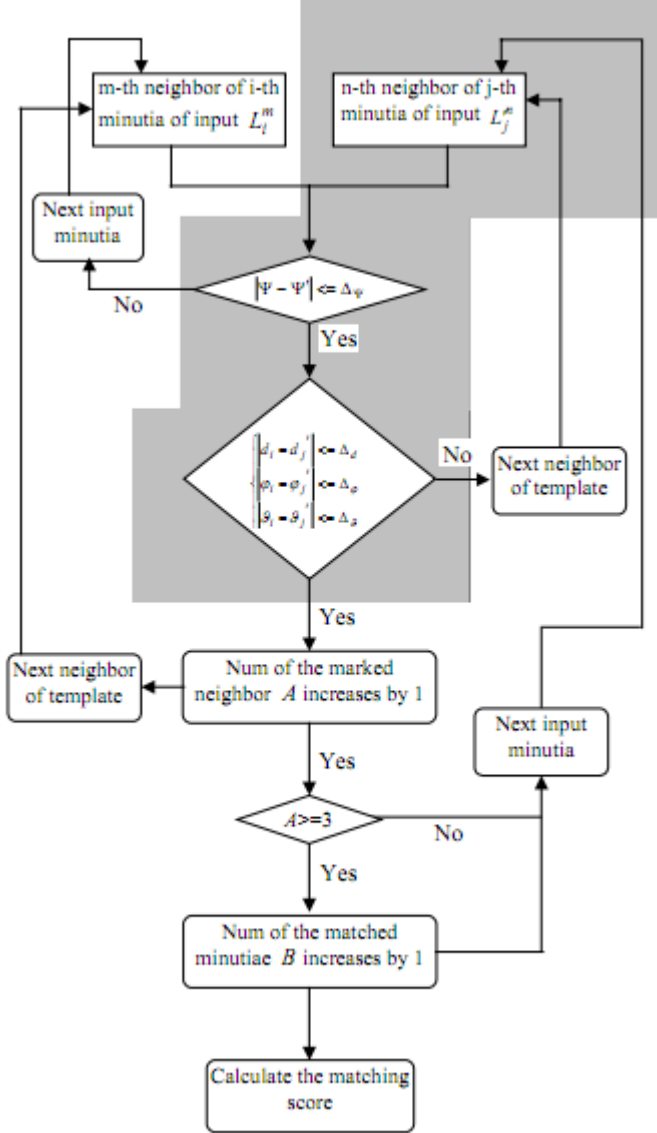 m-th neighbor of i-th
minutia of input L_i^m
n-th neighbor of j-th
minutia of input L_j^n
Next input
minutia
|Ψ − Ψ'| <= Δ_Ψ
No
Yes
|d_i − d_j'| <= Δ_d
|φ_i − φ_j'| <= Δ_φ
|ϑ_i − ϑ_j'| <= Δ_ϑ
No
Next neighbor
of template
Yes
Next neighbor
of template
Num of the marked
neighbor A increases by 1
Next input
minutia
Yes
A>=3
No
Yes
Num of the matched
minutiae B increases by 1
Calculate the matching
score